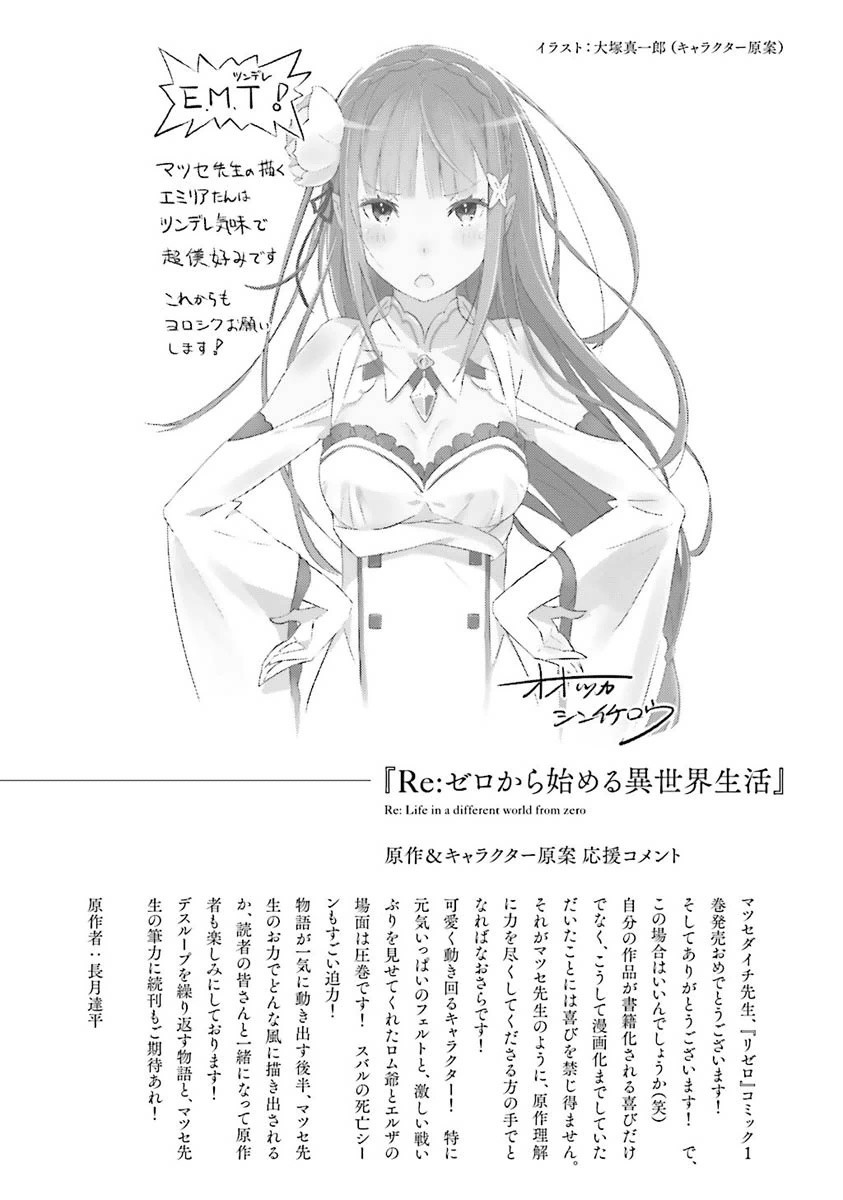 イラスト：大塚真一郎（キャラクター原案）
ツンデレ
E.M.T！
マツセ先生の描く
エミリアたんは
ツンデレ気味で
超僕好みです
これからも
ヨロシクお願い
します！
オオツカ
シンイチロウ
『Re:ゼロから始める異世界生活』
Re: Life in a different world from zero
原作＆キャラクター原案 応援コメント
マツセダイチ先生、『リゼロ』コミック１
巻発売おめでとうございます！
そしてありがとうございます！　で、
この場合はいいんでしょうか（笑）
自分の作品が書籍化される喜びだけ
でなく、こうして漫画化までしていた
だいたことには喜びを禁じ得ません。
それがマツセ先生のように、原作理解
に力を尽くしてくださる方の手でと
なればなおさらです！
可愛く動き回るキャラクター！　特に
元気いっぱいのフェルトと、激しい戦い
ぶりを見せてくれたロム爺とエルザの
場面は圧巻です！　スバルの死亡シー
ンもすごい迫力！
物語が一気に動き出す後半、マツセ先
生のお力でどんな風に描き出される
か、読者の皆さんと一緒になって原作
者も楽しみにしております！
デスループを繰り返す物語と、マツセ先
生の筆力に続刊もご期待あれ！
原作者：長月達平